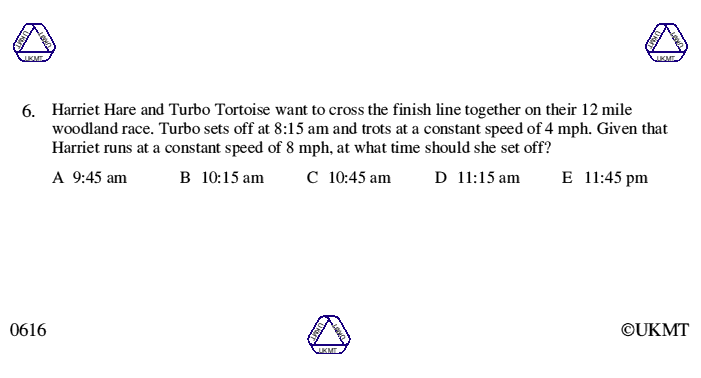 UKMT UKMT UKMT
UKMT UKMT UKMT
6. Harriet Hare and Turbo Tortoise want to cross the finish line together on their 12 mile
woodland race. Turbo sets off at 8:15 am and trots at a constant speed of 4 mph. Given that
Harriet runs at a constant speed of 8 mph, at what time should she set off?
A 9:45 am B 10:15 am C 10:45 am D 11:15 am E 11:45 pm
0616
UKMT UKMT UKMT
©UKMT